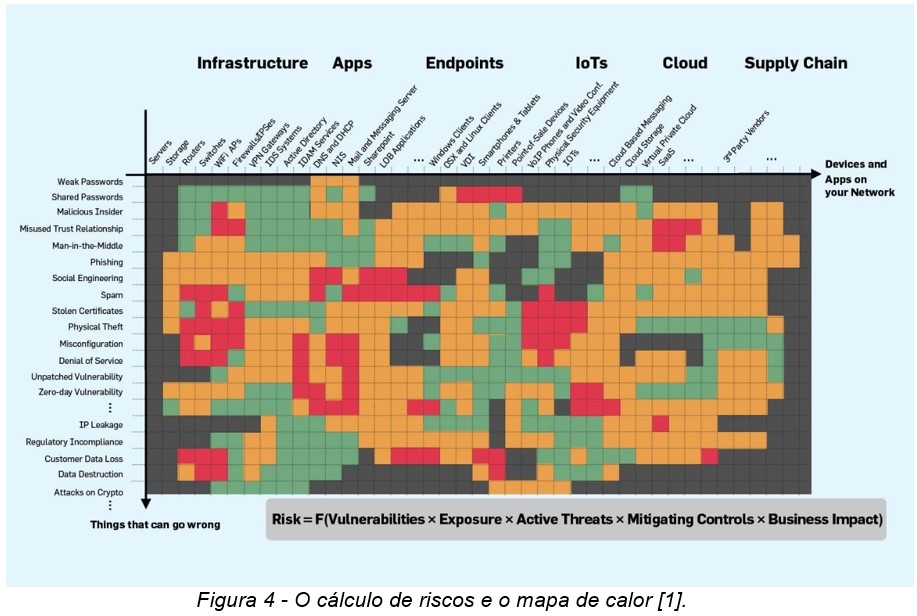 Infrastructure Apps Endpoints IoTs Cloud Supply Chain
Servers
Storage
Routers
Switches
WiFi APs
Firewalls/IPSes
VPN Gateways
IDS Systems
Active Directory
IDAM Services
DNS and DHCP
NIS
Mail and Messaging Server
Sharepoint
LOB Applications
...
Windows Clients
OSX and Linux Clients
VDI
Smartphones & Tablets
Printers
Point-of-Sale Devices
VoIP Phones and Video Conf.
Physical Security Equipment
IOTs
...
Cloud Based Messaging
Cloud Storage
Virtual Private Cloud
SaaS
...
3rd Party Vendors
...
Devices and
Apps on
your Network
Weak Passwords
Shared Passwords
Malicious Insider
Misused Trust Relationship
Man-in-the-Middle
Phishing
Social Engineering
Spam
Stolen Certificates
Physical Theft
Misconfiguration
Denial of Service
Unpatched Vulnerability
Zero-day Vulnerability
⋮
IP Leakage
Regulatory Incompliance
Customer Data Loss
Data Destruction
Attacks on Crypto
⋮
Things that can go wrong
Risk = F(Vulnerabilities × Exposure × Active Threats × Mitigating Controls × Business Impact)
Figura 4 - O cálculo de riscos e o mapa de calor [1].